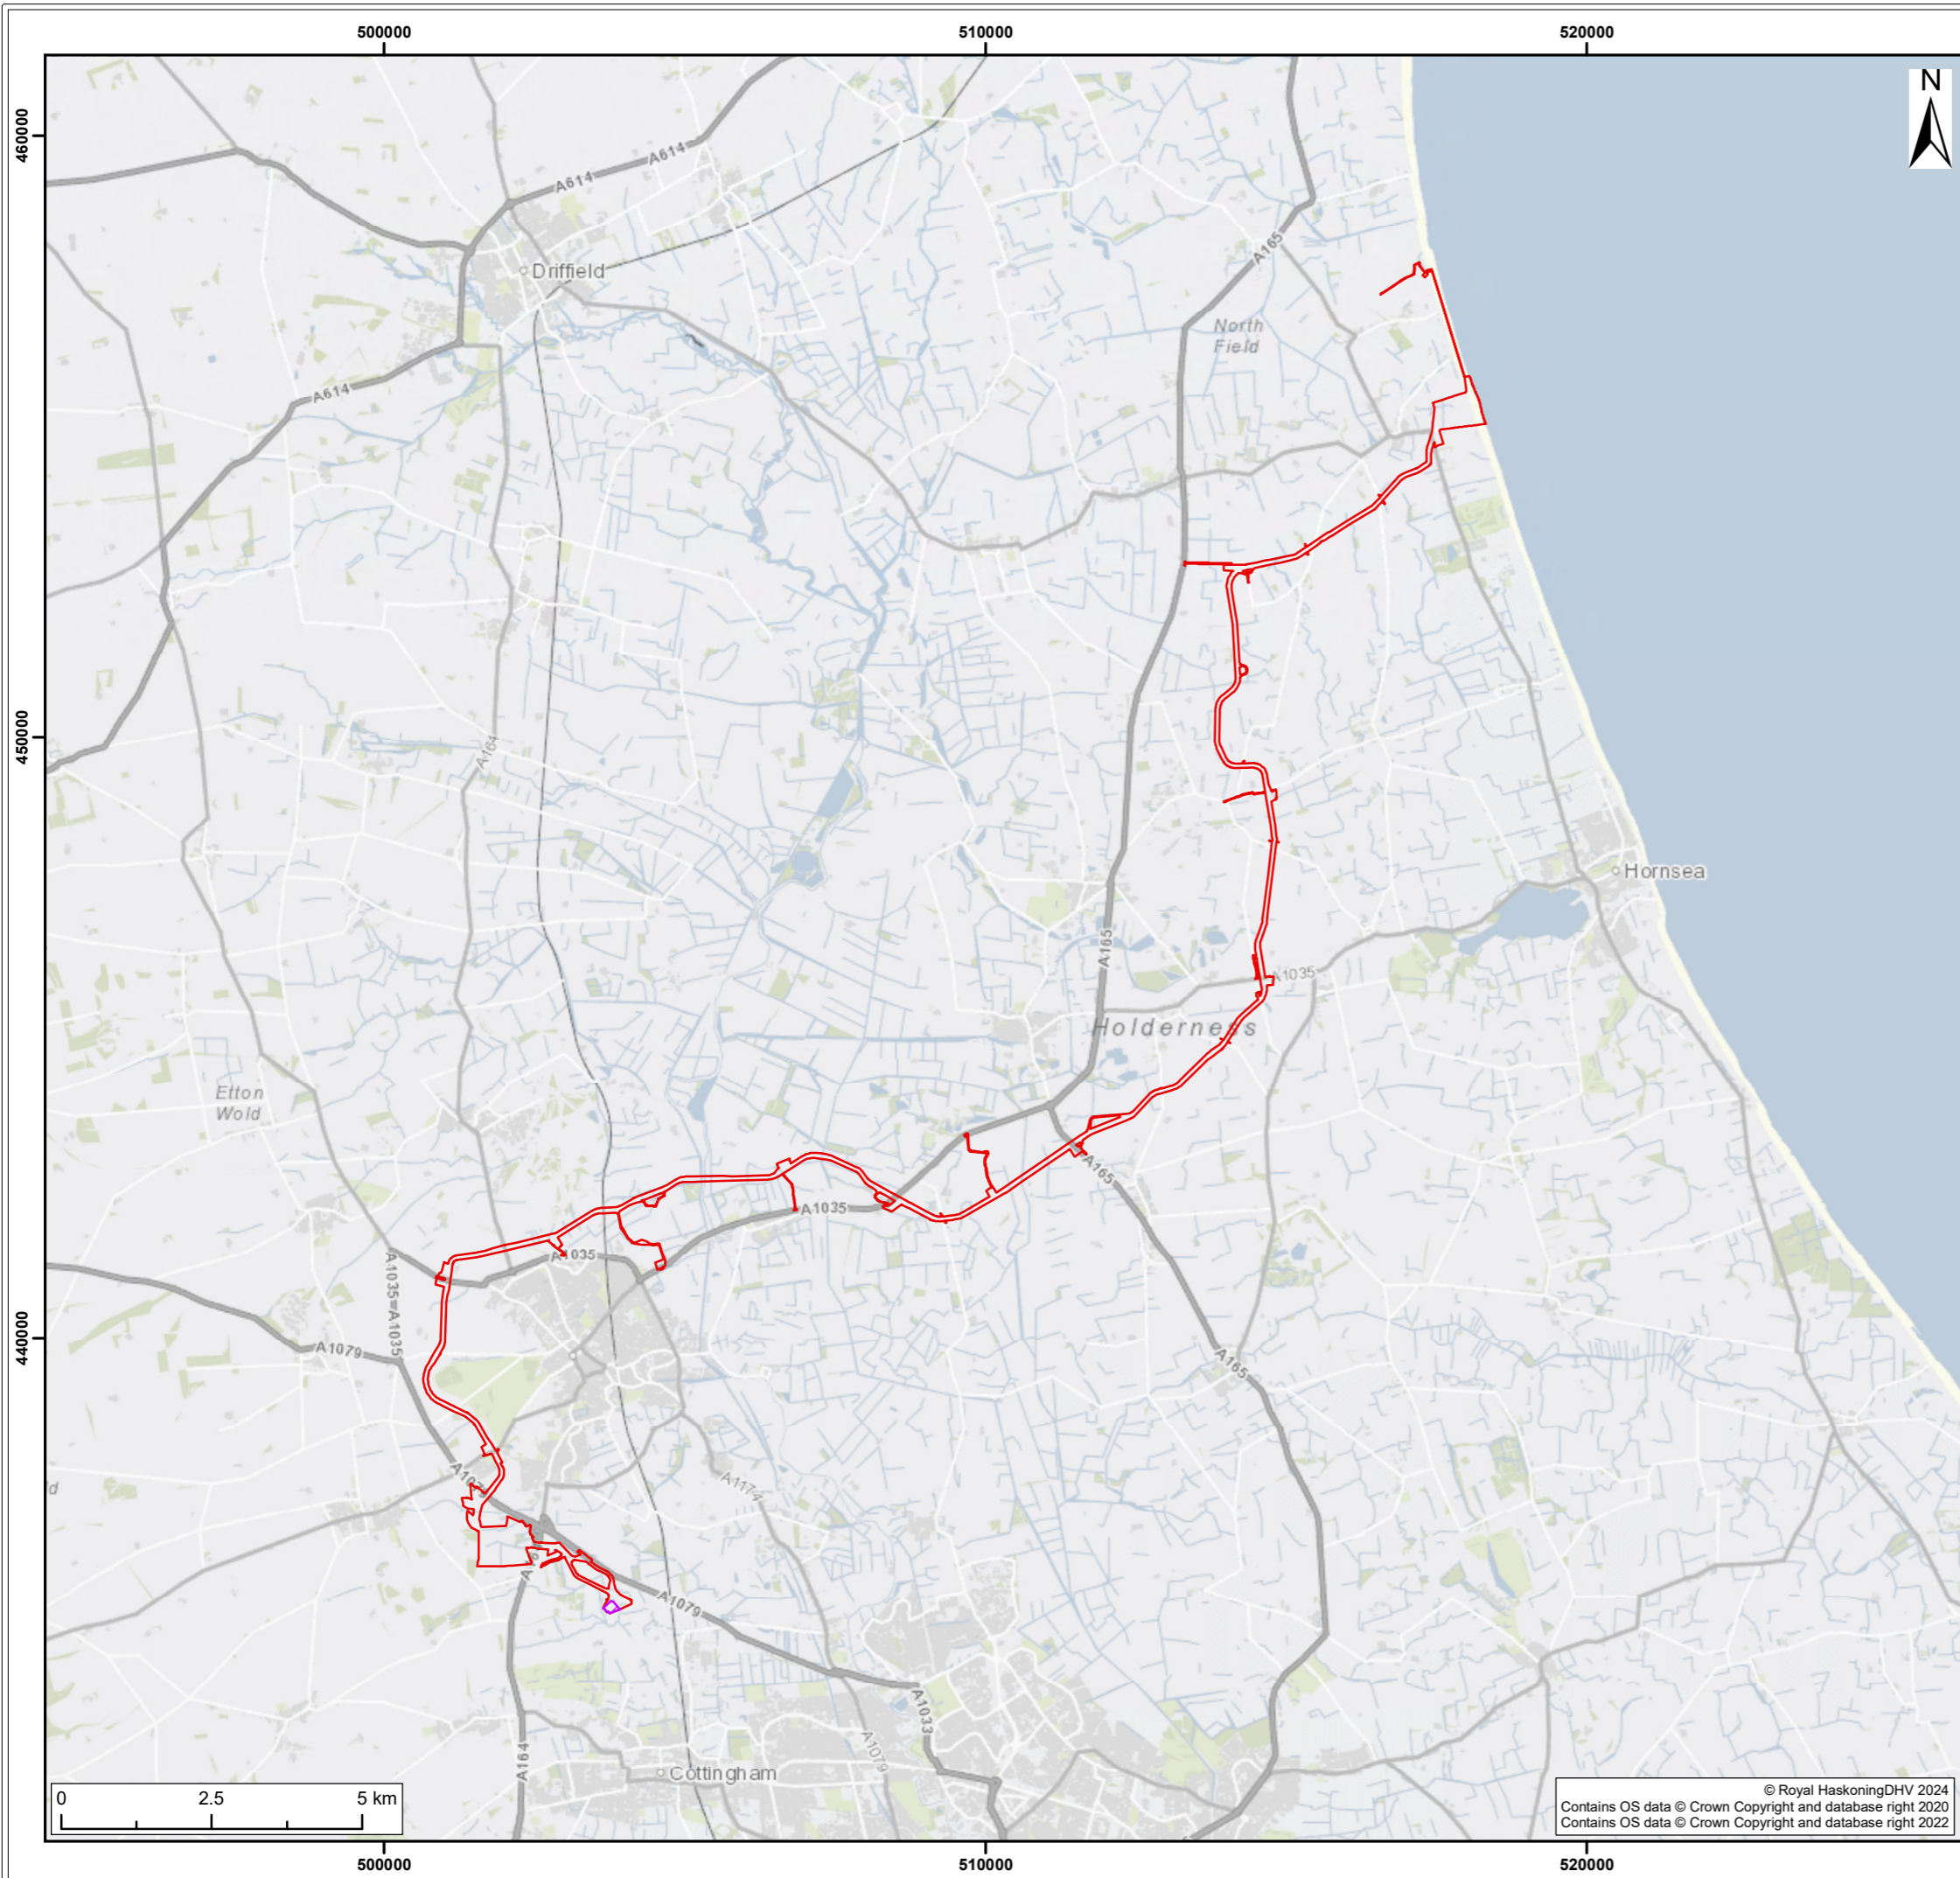 500000
510000
520000
N
460000
A614
A614
Driffield
A165
North
Field
A614
A164
450000
Hornsea
A165
A1035
Holderness
Etton
Wold
A165
A1035
A1035
A1035
A1035
440000
A1079
A165
A1174
A1079
A1033
A164
A1079
Cottingham
0
2.5
5 km
© Royal HaskoningDHV 2024
Contains OS data © Crown Copyright and database right 2020
Contains OS data © Crown Copyright and database right 2022
500000
510000
520000